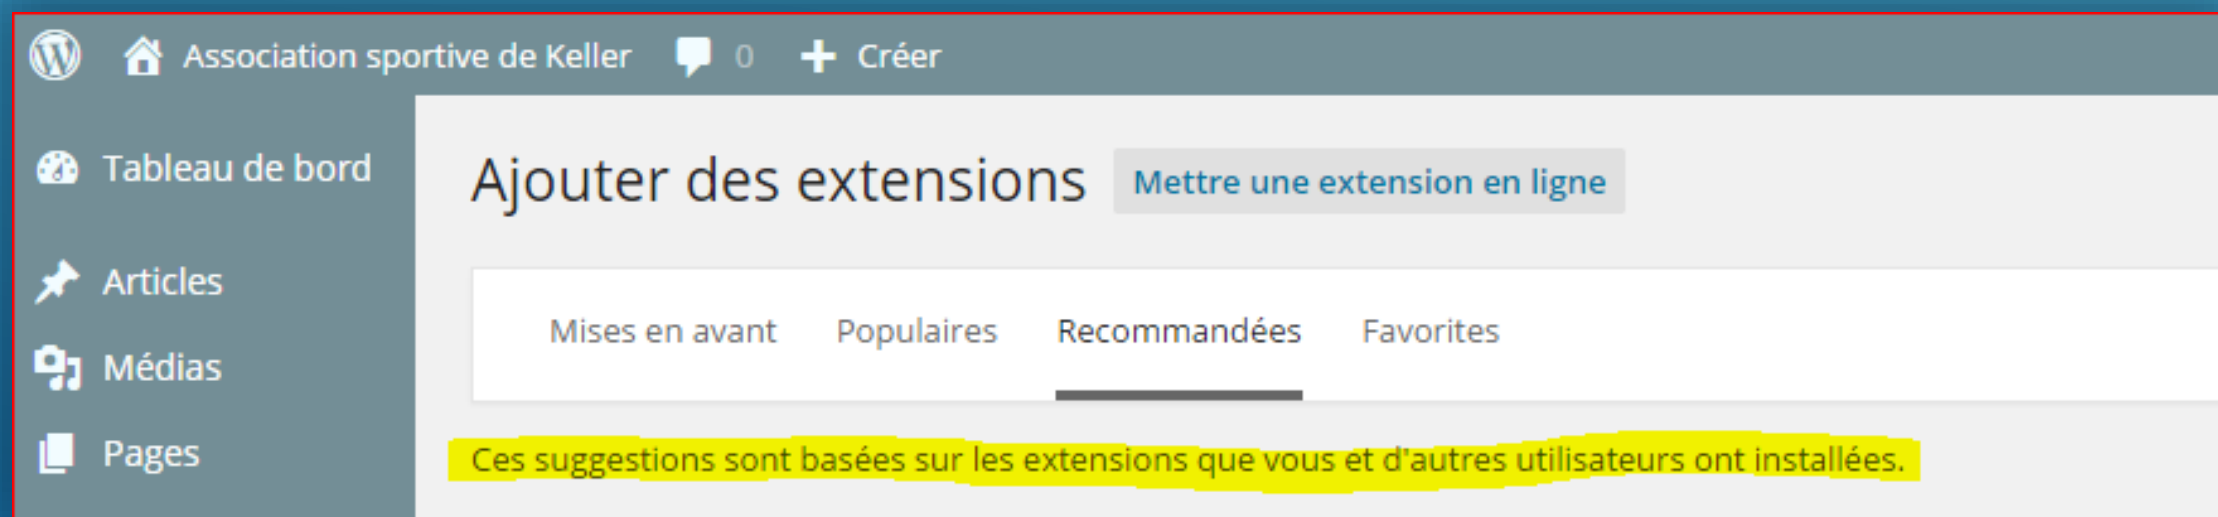 Association sportive de Keller 0 Créer
Tableau de bord
Ajouter des extensions Mettre une extension en ligne
Articles
Mises en avant Populaires Recommandées Favorites
Médias
Pages
Ces suggestions sont basées sur les extensions que vous et d'autres utilisateurs ont installées.